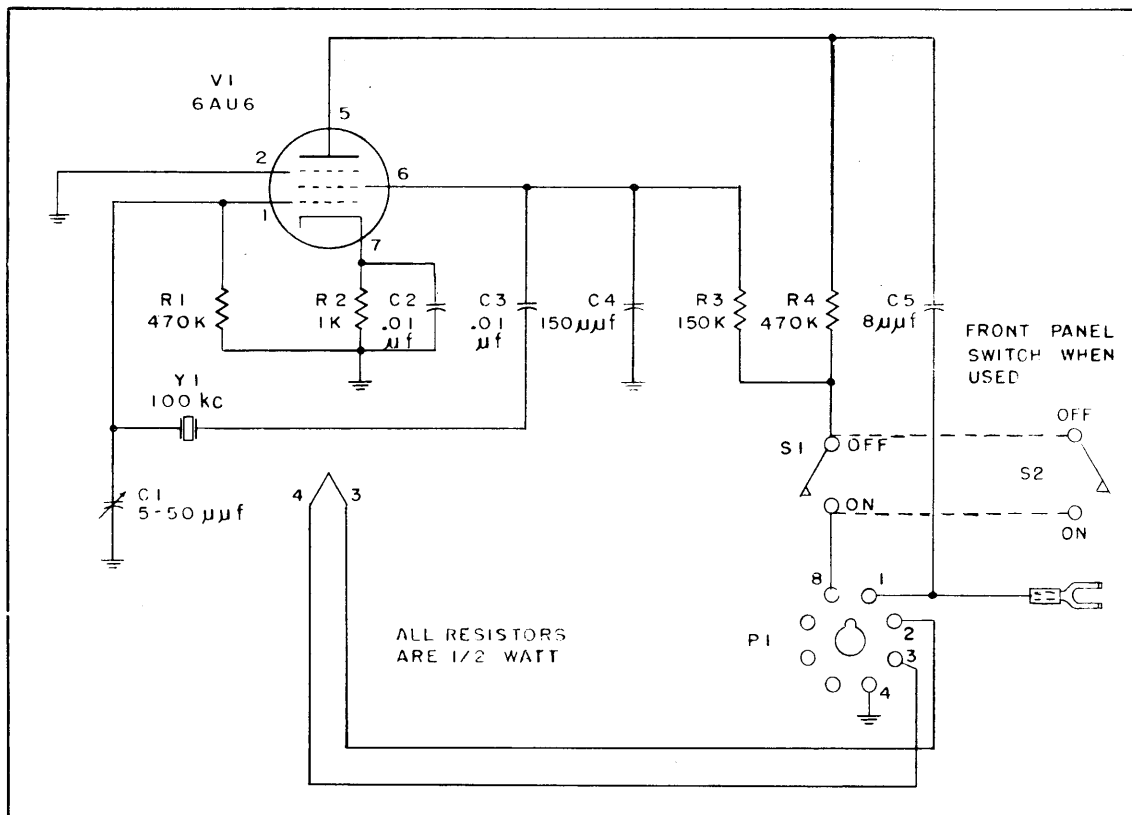 V1
6AU6
5
2
6
1
7
R1
470K
R2
1K
C2
.01
µf
C3
.01
µf
C4
150µµf
R3
150K
R4
470K
C5
8µµf
FRONT PANEL
SWITCH WHEN
USED
Y1
100 kc
OFF
S1
OFF
S2
4
3
C1
5-50µµf
ON
ON
8
1
ALL RESISTORS
ARE 1/2 WATT
P1
2
3
4